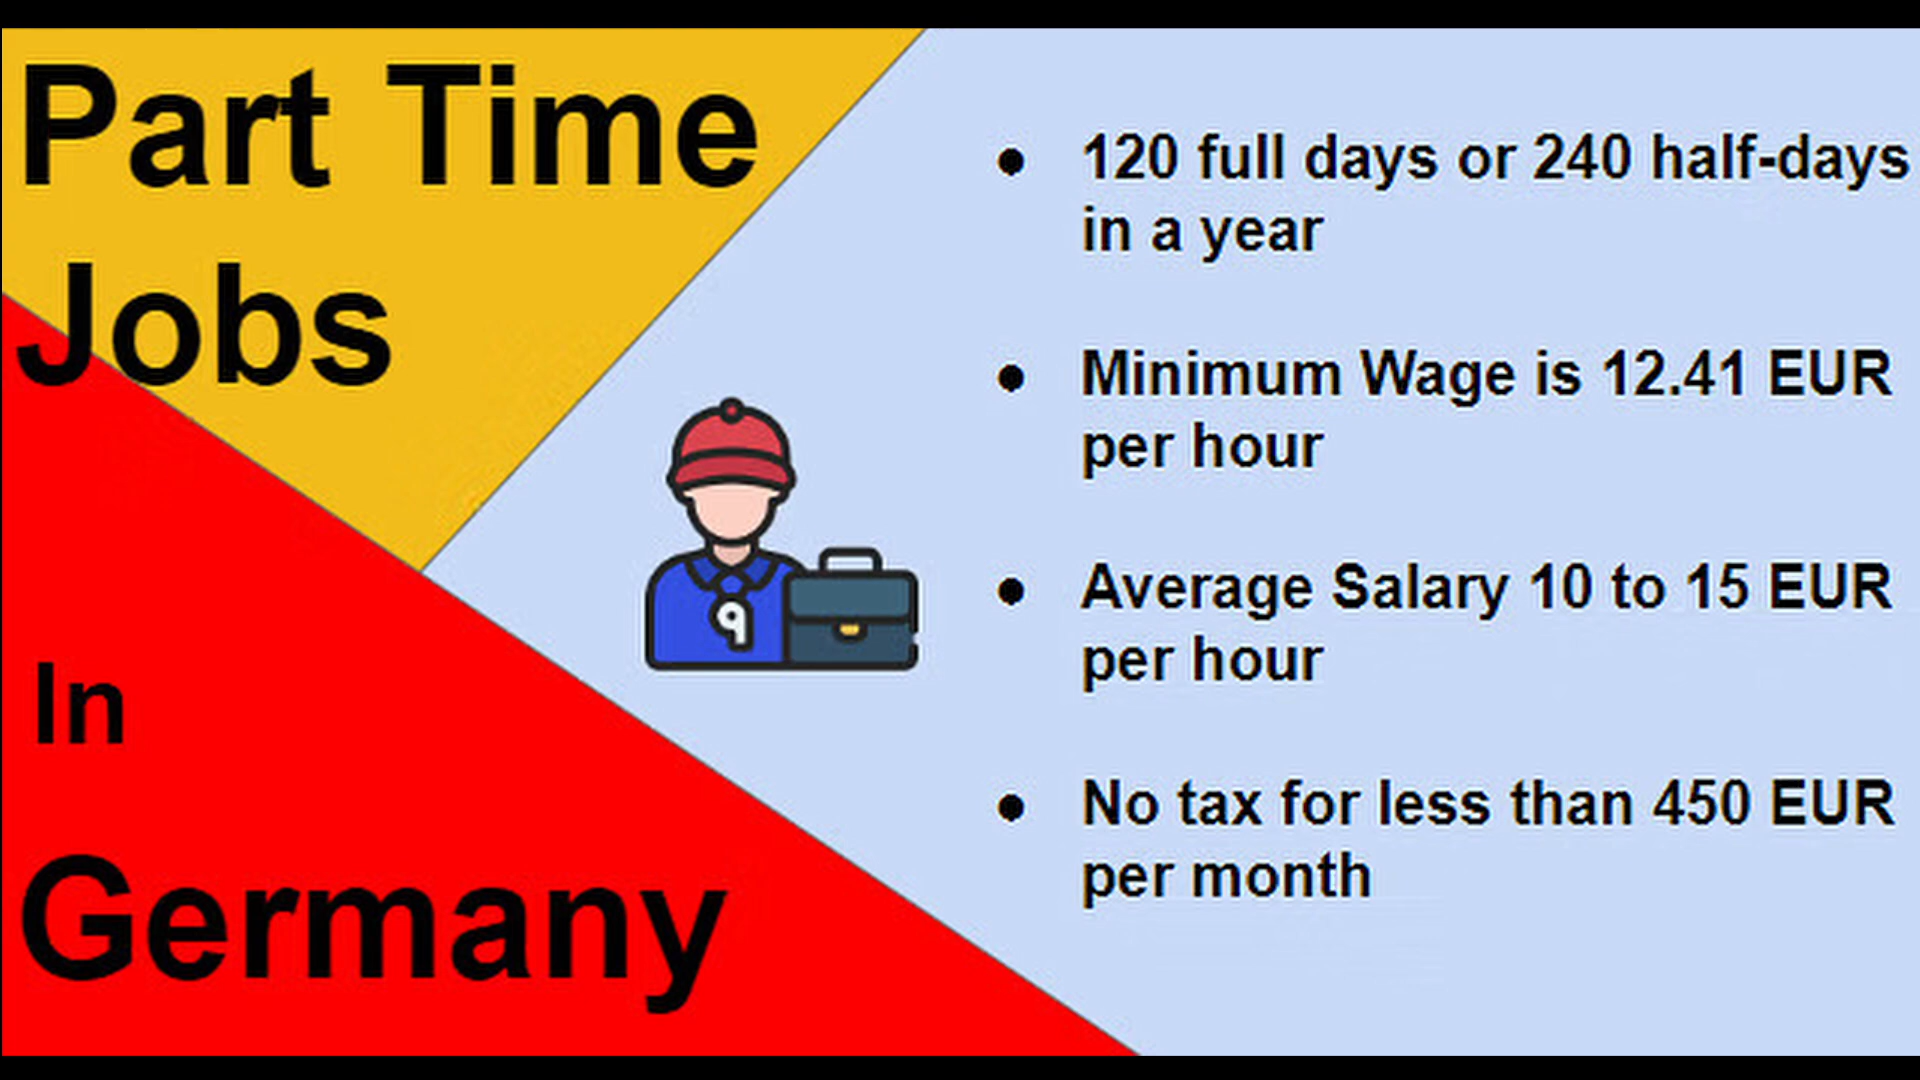 Part Time
Jobs
In
Germany
● 120 full days or 240 half-days
in a year
● Minimum Wage is 12.41 EUR
per hour
● Average Salary 10 to 15 EUR
per hour
● No tax for less than 450 EUR
per month